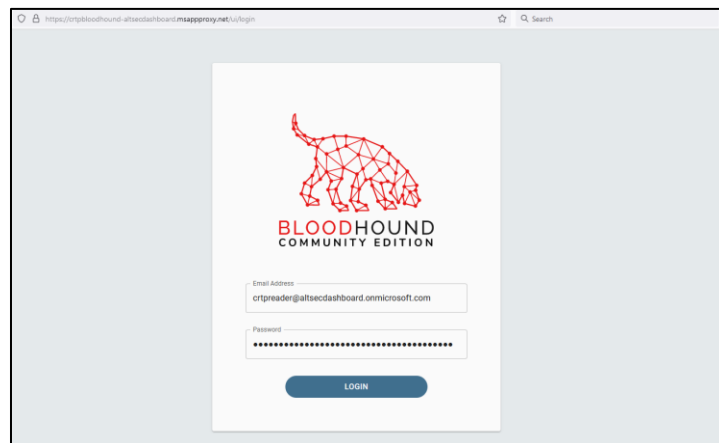 https://crtpbloodhound-altsecdashboard.msappproxy.net/ui/login
Search
BLOODHOUND
COMMUNITY EDITION
Email Address
crtpreader@altsecdashboard.onmicrosoft.com
Password
LOGIN